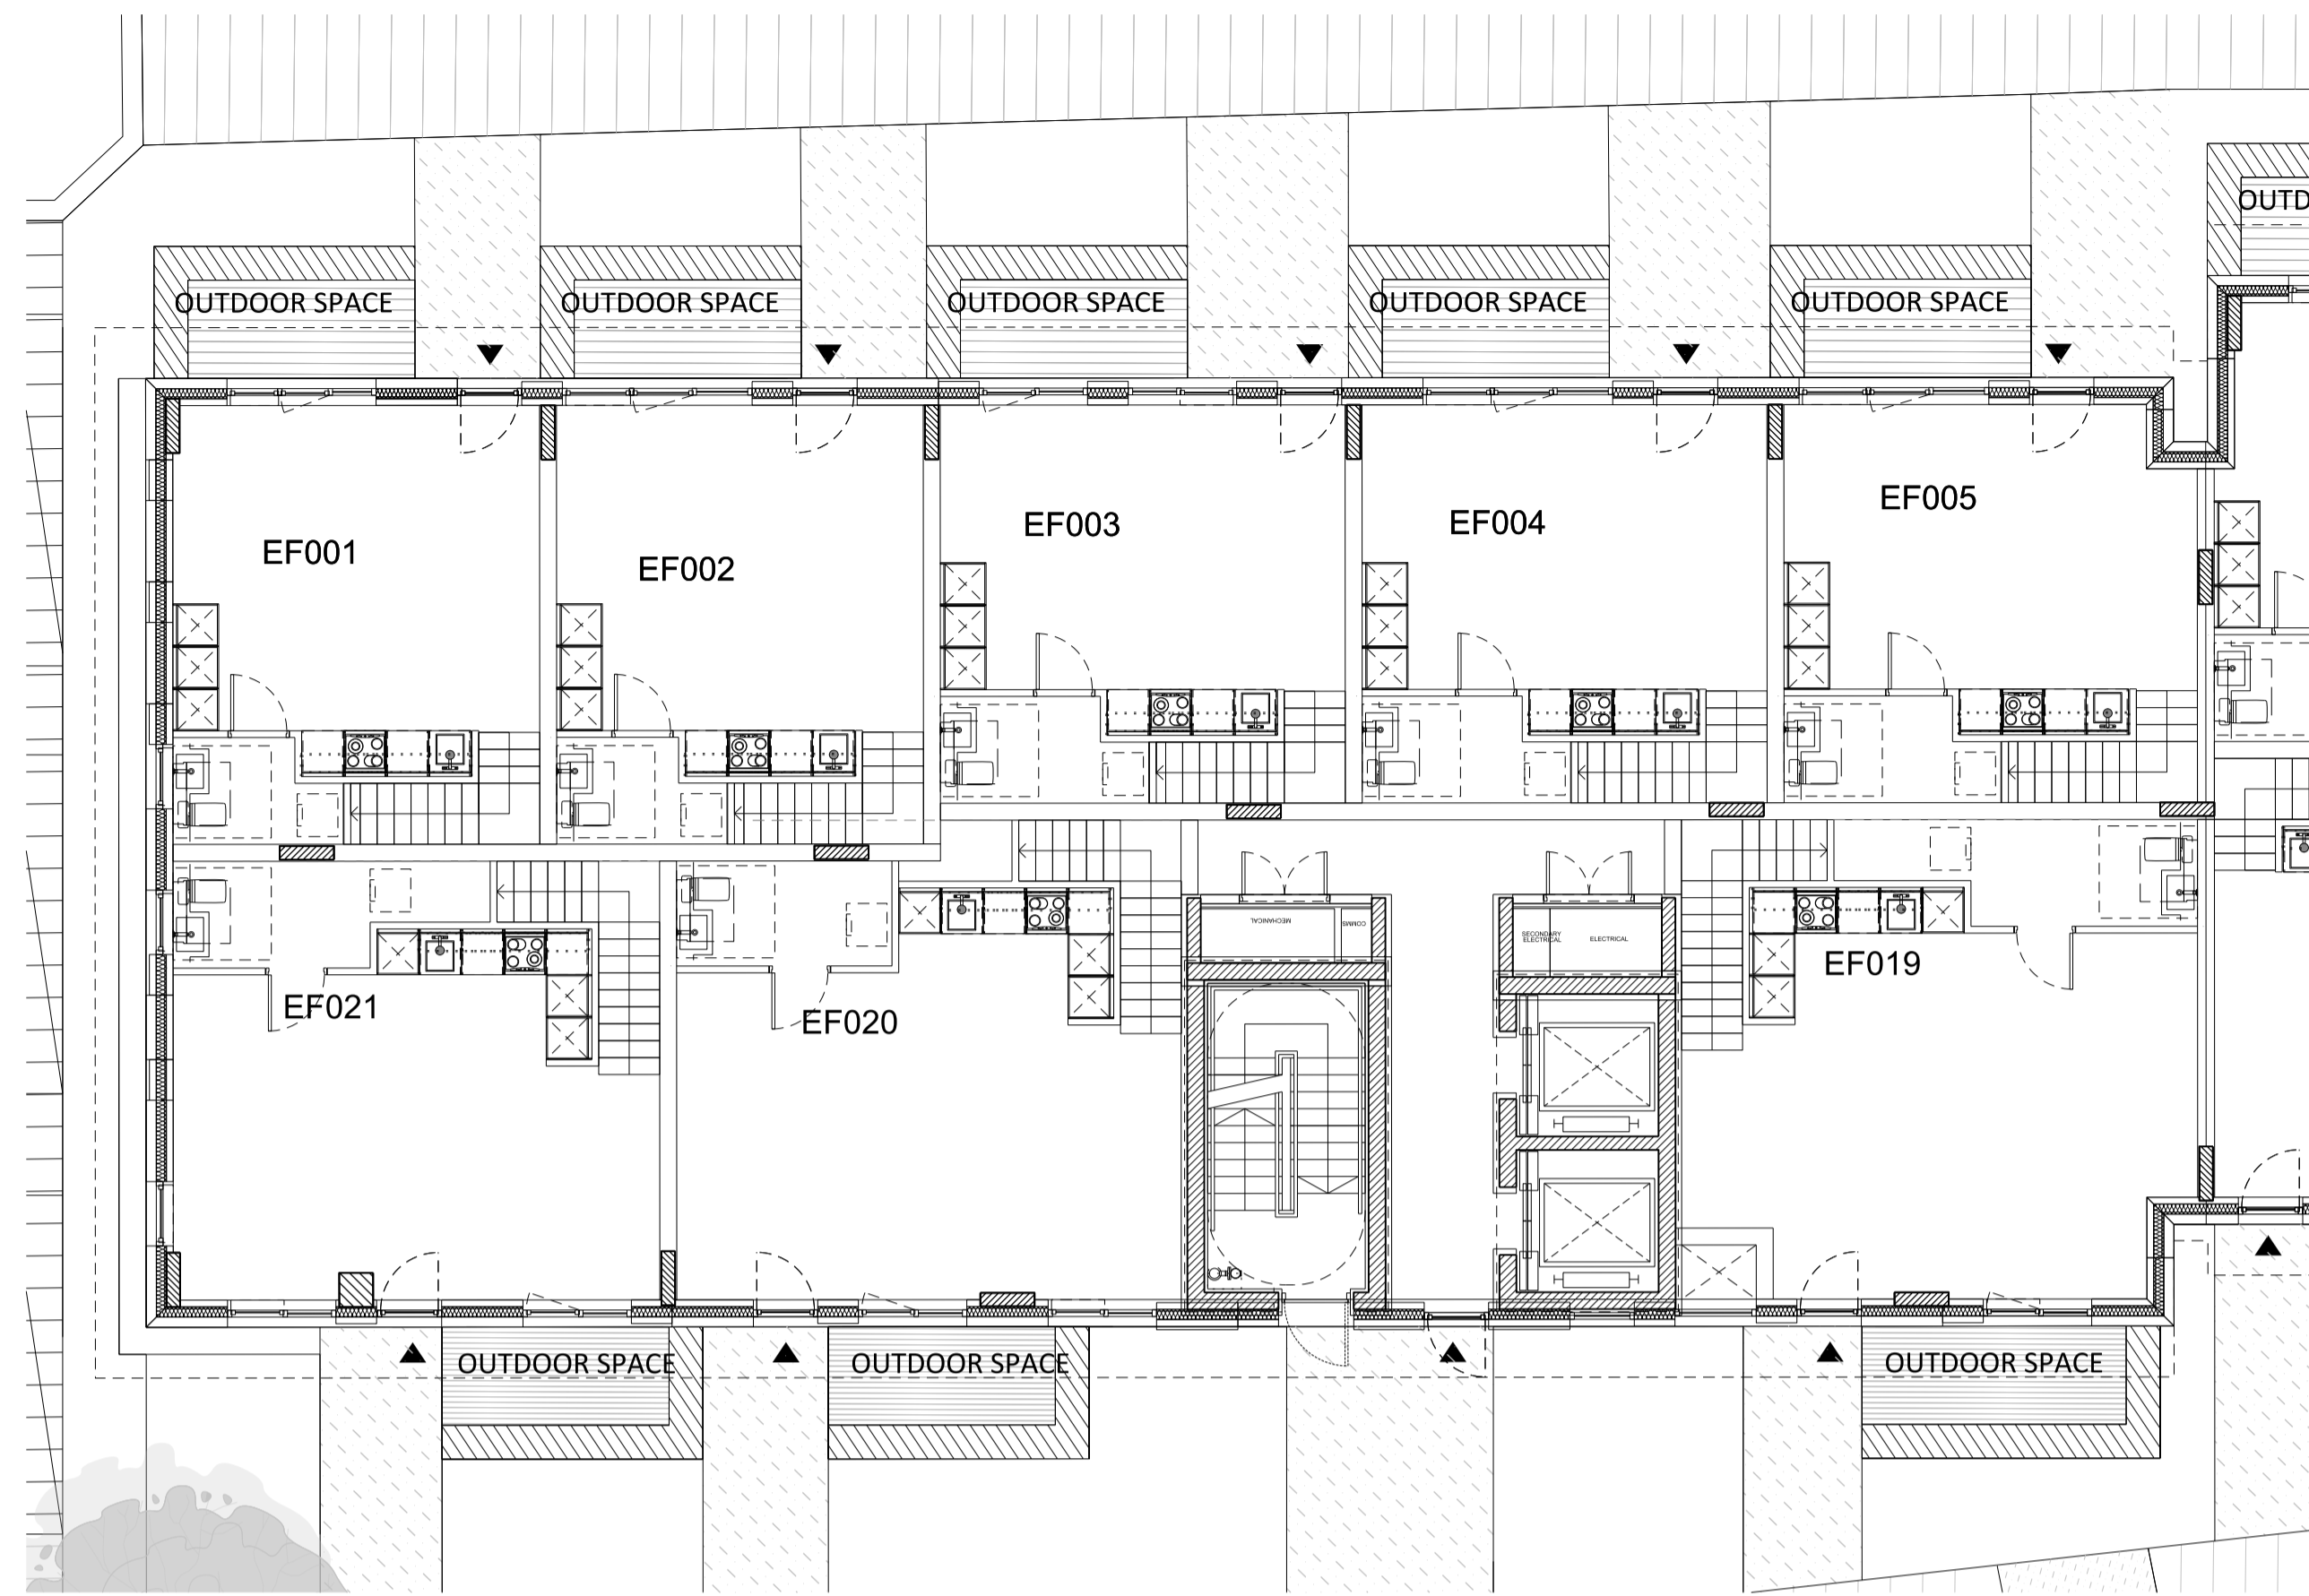 OUTD
OUTDOOR SPACE
OUTDOOR SPACE
OUTDOOR SPACE
OUTDOOR SPACE
OUTDOOR SPACE
EF001
EF002
EF003
EF004
EF005
MECHANICAL
COMMS
SECONDARY
ELECTRICAL
ELECTRICAL
EF019
EF021
EF020
OUTDOOR SPACE
OUTDOOR SPACE
OUTDOOR SPACE